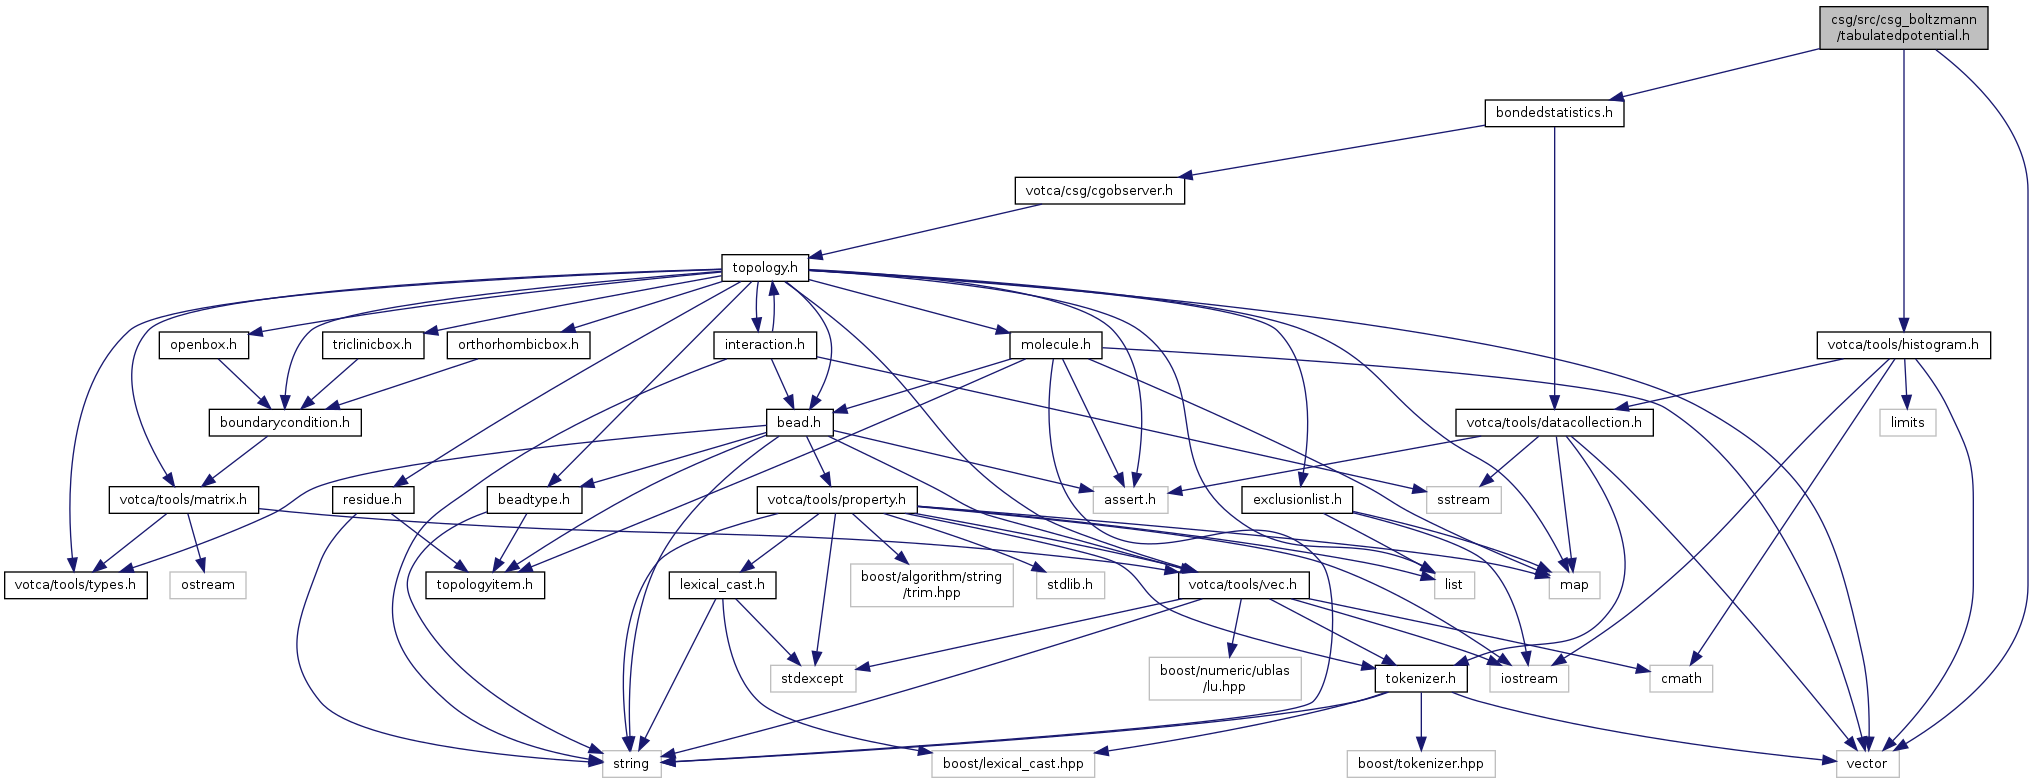 csg/src/csg_boltzmann
/tabulatedpotential.h
bondedstatistics.h
votca/csg/cgobserver.h
topology.h
openbox.h
triclinicbox.h
orthorhombicbox.h
interaction.h
molecule.h
votca/tools/histogram.h
boundarycondition.h
bead.h
votca/tools/datacollection.h
limits
votca/tools/matrix.h
residue.h
beadtype.h
votca/tools/property.h
assert.h
exclusionlist.h
sstream
votca/tools/types.h
ostream
topologyitem.h
lexical_cast.h
boost/algorithm/string
/trim.hpp
stdlib.h
votca/tools/vec.h
list
map
stdexcept
boost/numeric/ublas
/lu.hpp
tokenizer.h
iostream
cmath
string
boost/lexical_cast.hpp
boost/tokenizer.hpp
vector